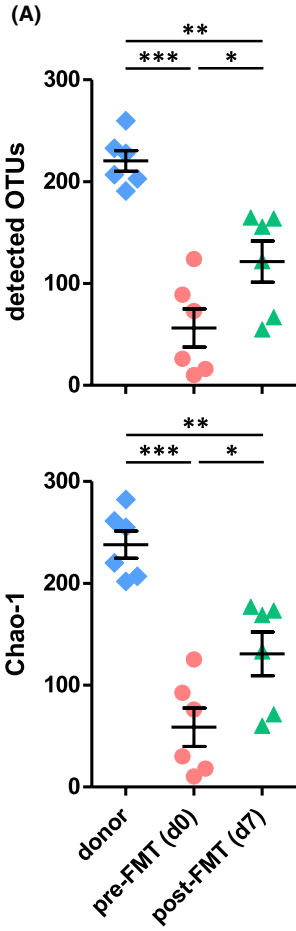 (A)
**
*** *
300
200
100
0
detected OTUs
**
*** *
300
200
100
0
Chao-1
donor
pre-FMT (d0)
post-FMT (d7)